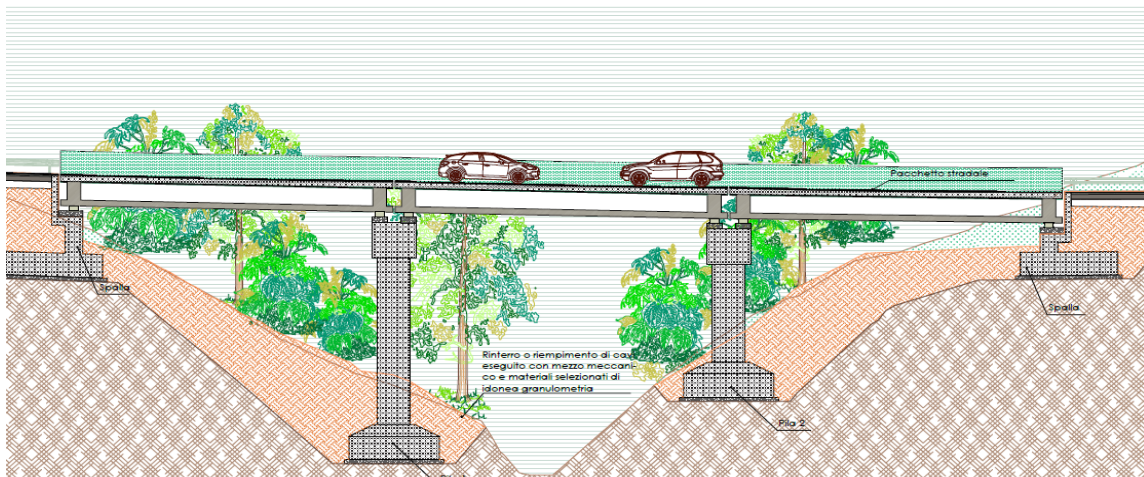 Pacchetto stradale
Spalla
Spalla
Rinterro o riempimento di cavi
eseguito con mezzo meccani-
co e materiali selezionati di
idonea granulometria
Pila 2